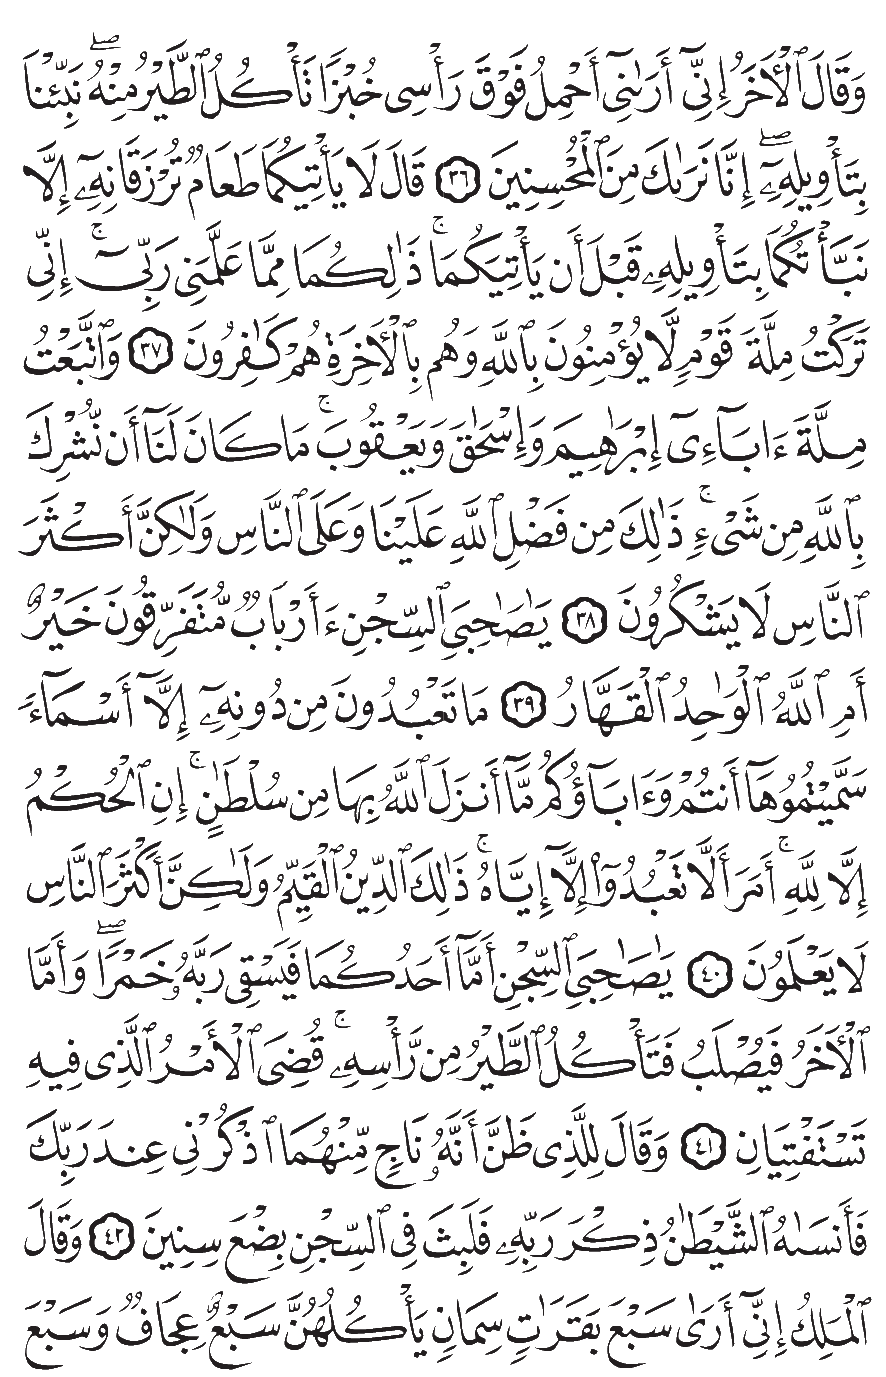 وَقَالَ ٱلْأَخَرُ إِنِّىٓ أَرَىٰنِىٓ أَحْمِلُ فَوْقَ رَأْسِى خُبْزًا تَأْكُلُ ٱلطَّيْرُ مِنْهُ ۖ نَبِّئْنَا
بِتَأْوِيلِهِۦٓ ۖ إِنَّا نَرَىٰكَ مِنَ ٱلْمُحْسِنِينَ ٣٦ قَالَ لَا يَأْتِيكُمَا طَعَامٌ تُرْزَقَانِهِۦٓ إِلَّا
نَبَّأْتُكُمَا بِتَأْوِيلِهِۦ قَبْلَ أَن يَأْتِيَكُمَا ۚ ذَٰلِكُمَا مِمَّا عَلَّمَنِى رَبِّىٓ ۚ إِنِّى
تَرَكْتُ مِلَّةَ قَوْمٍ لَّا يُؤْمِنُونَ بِٱللَّهِ وَهُم بِٱلْأَخِرَةِ هُمْ كَٰفِرُونَ ٣٧ وَٱتَّبَعْتُ
مِلَّةَ ءَابَآءِىٓ إِبْرَٰهِيمَ وَإِسْحَٰقَ وَيَعْقُوبَ ۚ مَا كَانَ لَنَآ أَن نُّشْرِكَ
بِٱللَّهِ مِن شَىْءٍ ۚ ذَٰلِكَ مِن فَضْلِ ٱللَّهِ عَلَيْنَا وَعَلَى ٱلنَّاسِ وَلَٰكِنَّ أَكْثَرَ
ٱلنَّاسِ لَا يَشْكُرُونَ ٣٨ يَٰصَٰحِبَىِ ٱلسِّجْنِ ءَأَرْبَابٌ مُّتَفَرِّقُونَ خَيْرٌ
أَمِ ٱللَّهُ ٱلْوَٰحِدُ ٱلْقَهَّارُ ٣٩ مَا تَعْبُدُونَ مِن دُونِهِۦٓ إِلَّآ أَسْمَآءً
سَمَّيْتُمُوهَآ أَنتُمْ وَءَابَآؤُكُم مَّآ أَنزَلَ ٱللَّهُ بِهَا مِن سُلْطَٰنٍ ۚ إِنِ ٱلْحُكْمُ
إِلَّا لِلَّهِ ۚ أَمَرَ أَلَّا تَعْبُدُوٓا۟ إِلَّآ إِيَّاهُ ۚ ذَٰلِكَ ٱلدِّينُ ٱلْقَيِّمُ وَلَٰكِنَّ أَكْثَرَ ٱلنَّاسِ
لَا يَعْلَمُونَ ٤٠ يَٰصَٰحِبَىِ ٱلسِّجْنِ أَمَّآ أَحَدُكُمَا فَيَسْقِى رَبَّهُۥ خَمْرًا ۖ وَأَمَّا
ٱلْأَخَرُ فَيُصْلَبُ فَتَأْكُلُ ٱلطَّيْرُ مِن رَّأْسِهِۦ ۚ قُضِىَ ٱلْأَمْرُ ٱلَّذِى فِيهِ
تَسْتَفْتِيَانِ ٤١ وَقَالَ لِلَّذِى ظَنَّ أَنَّهُۥ نَاجٍ مِّنْهُمَا ٱذْكُرْنِى عِندَ رَبِّكَ
فَأَنسَىٰهُ ٱلشَّيْطَٰنُ ذِكْرَ رَبِّهِۦ فَلَبِثَ فِى ٱلسِّجْنِ بِضْعَ سِنِينَ ٤٢ وَقَالَ
ٱلْمَلِكُ إِنِّىٓ أَرَىٰ سَبْعَ بَقَرَٰتٍ سِمَانٍ يَأْكُلُهُنَّ سَبْعٌ عِجَافٌ وَسَبْعَ